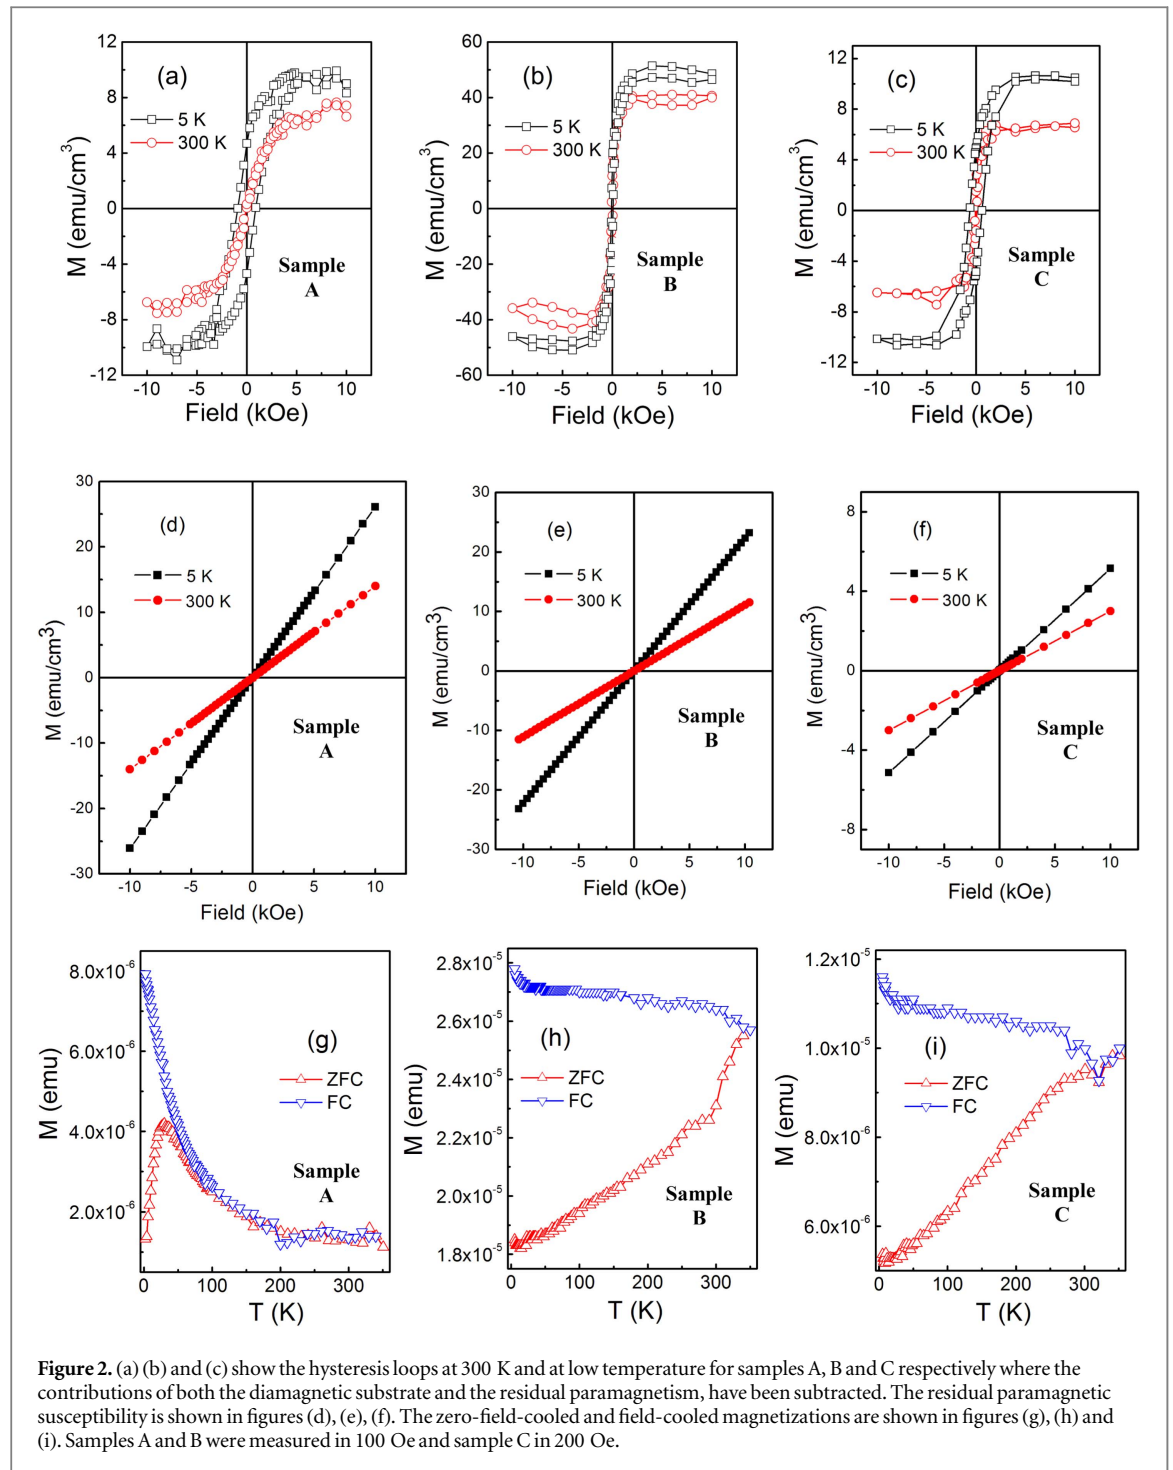 (a)
5 K
300 K
Sample
A
M (emu/cm³)
12
8
4
0
-4
-8
-12
-10 -5 0 5 10
Field (kOe)
(b)
5 K
300 K
Sample
B
M (emu/cm³)
60
40
20
0
-20
-40
-60
-10 -5 0 5 10
Field (kOe)
(c)
5 K
300 K
Sample
C
M (emu/cm³)
12
8
4
0
-4
-8
-12
-10 -5 0 5 10
Field (kOe)
(d)
5 K
300 K
Sample
A
M (emu/cm³)
30
20
10
0
-10
-20
-30
-10 -5 0 5 10
Field (kOe)
(e)
5 K
300 K
Sample
B
M (emu/cm³)
30
20
10
0
-10
-20
-30
-10 -5 0 5 10
Field (kOe)
(f)
5 K
300 K
Sample
C
M (emu/cm³)
8
4
0
-4
-8
-10 -5 0 5 10
Field (kOe)
(g)
ZFC
FC
Sample
A
M (emu)
8.0x10⁻⁶
6.0x10⁻⁶
4.0x10⁻⁶
2.0x10⁻⁶
0 100 200 300
T (K)
(h)
ZFC
FC
Sample
B
M (emu)
2.8x10⁻⁵
2.6x10⁻⁵
2.4x10⁻⁵
2.2x10⁻⁵
2.0x10⁻⁵
1.8x10⁻⁵
0 100 200 300
T (K)
(i)
ZFC
FC
Sample
C
M (emu)
1.2x10⁻⁵
1.0x10⁻⁵
8.0x10⁻⁶
6.0x10⁻⁶
0 100 200 300
T (K)
Figure 2. (a) (b) and (c) show the hysteresis loops at 300 K and at low temperature for samples A, B and C respectively where the
contributions of both the diamagnetic substrate and the residual paramagnetism, have been subtracted. The residual paramagnetic
susceptibility is shown in figures (d), (e), (f). The zero-field-cooled and field-cooled magnetizations are shown in figures (g), (h) and
(i). Samples A and B were measured in 100 Oe and sample C in 200 Oe.